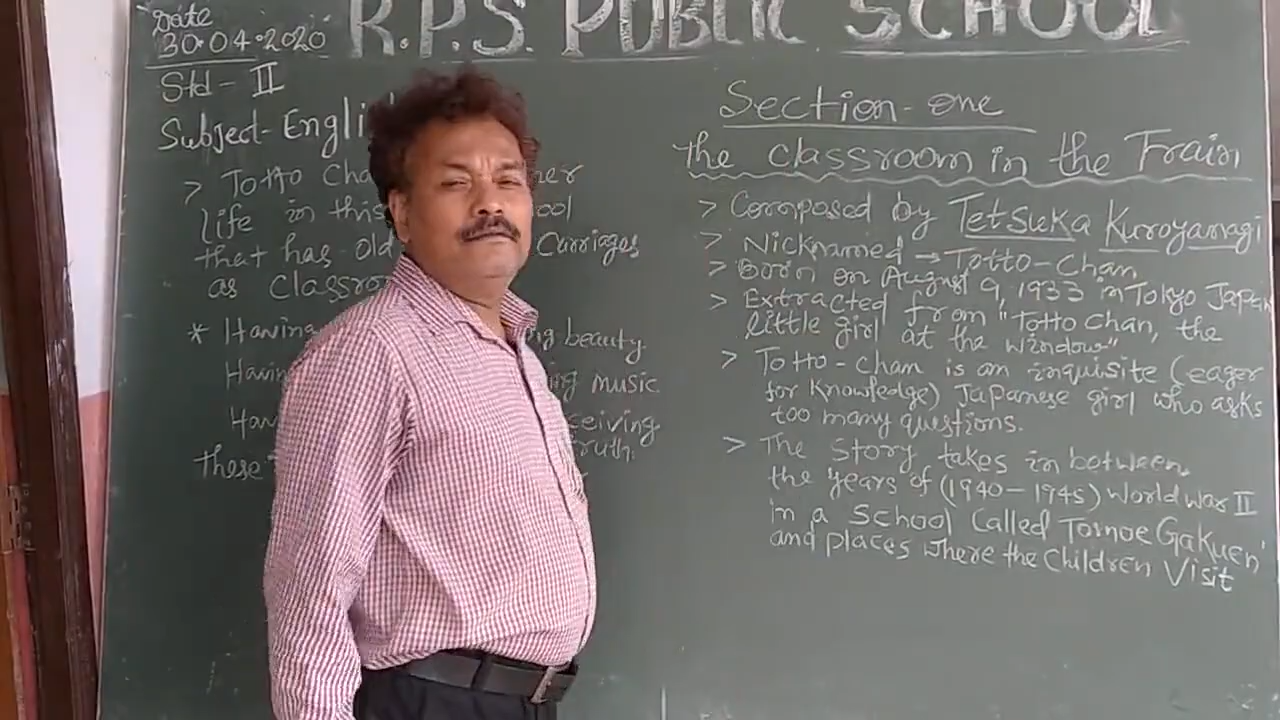 R.P.S. PUBLIC SCHOOL
Date
30.04.2020
Std - II
Subject - Engli
> Totto Cha ner
life in this ool
that has old Carriages
as Classro
* Having ng beauty
Havin ng music
Hav ceiving
These truth.
Section - one
The classroom in the Train
> Composed by Tetsuka Kuroyanagi
> Nicknamed → Totto-Chan
> Born on August 9, 1933 in Tokyo Japan
> Extracted from "Totto chan, the
little girl at the window"
> Totto-chan is an inquisite (eager
for knowledge) Japanese girl who asks
too many questions.
> The Story takes in between
the years of (1940-1945) World war II
in a School Called Tomoe Gakuen'
and places where the children Visit